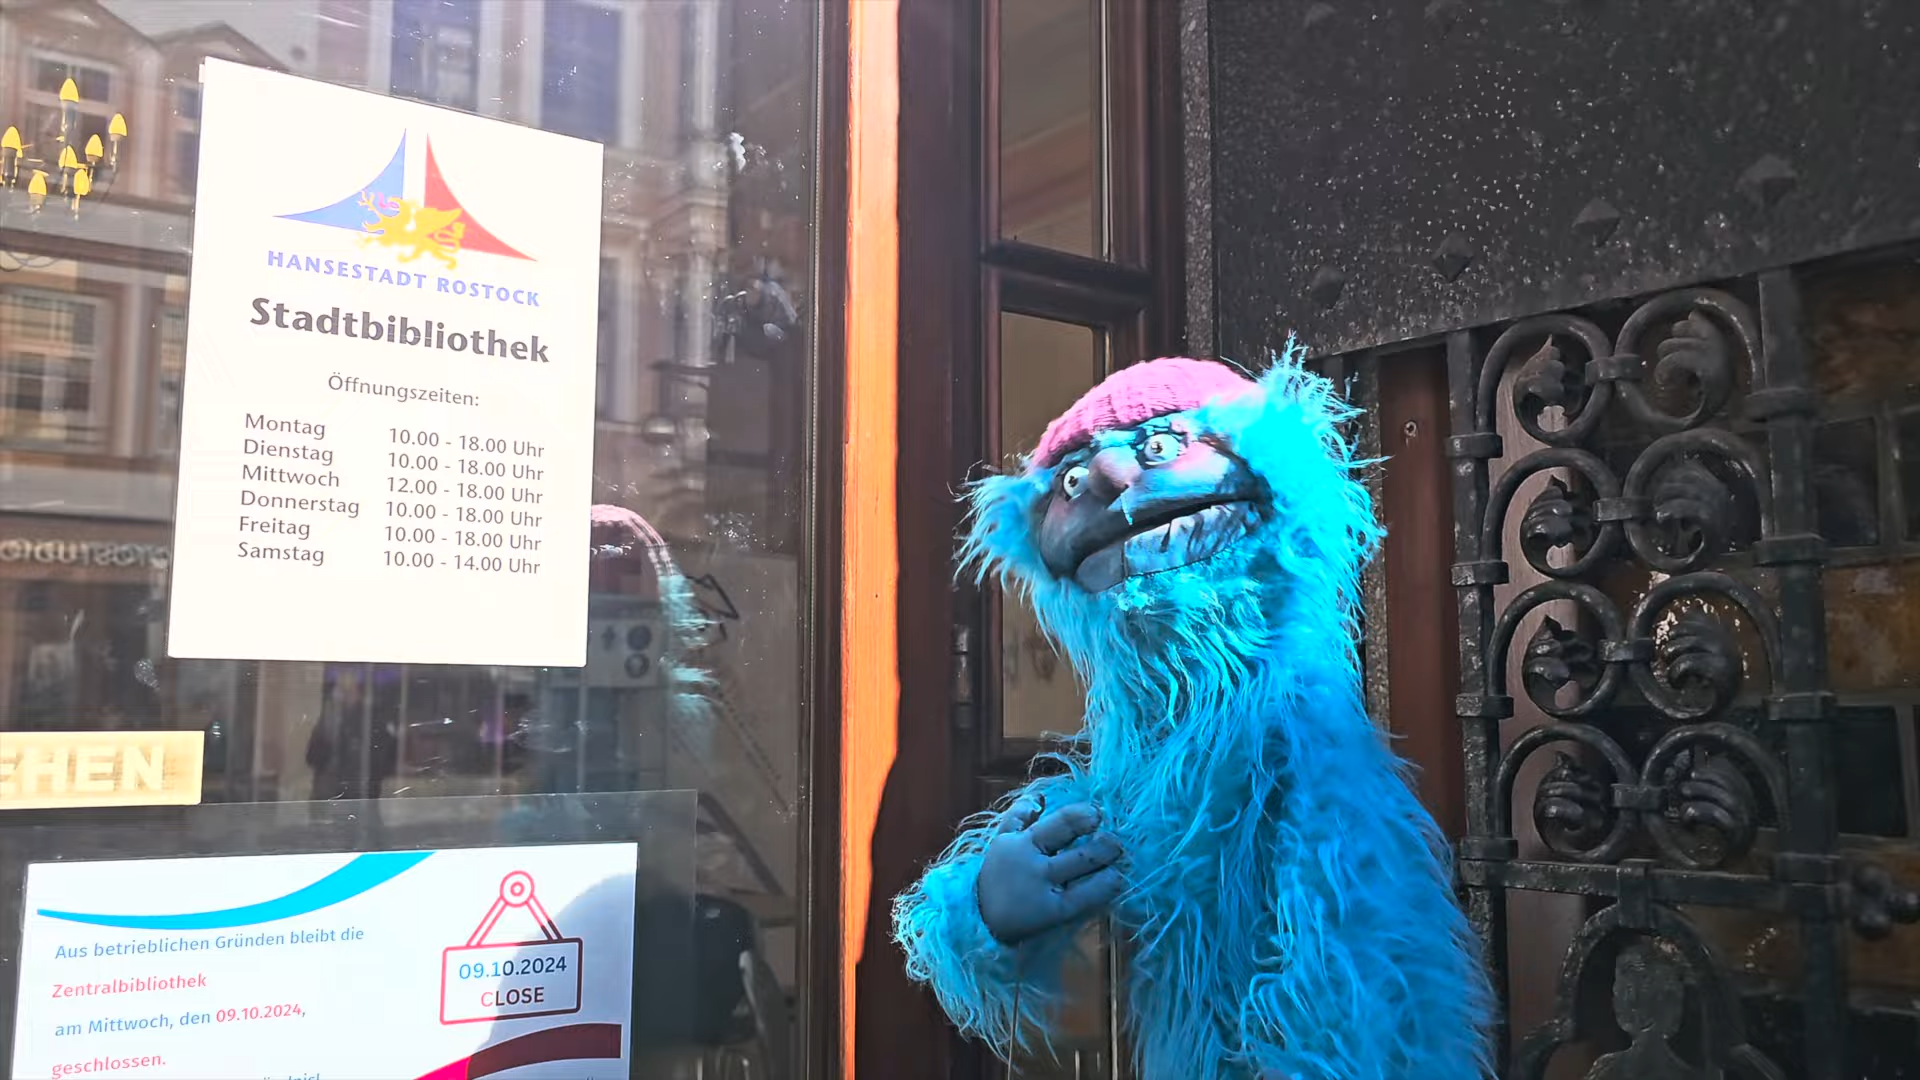 HANSESTADT ROSTOCK
Stadtbibliothek
Öffnungszeiten:
Montag 10.00 - 18.00 Uhr
Dienstag 10.00 - 18.00 Uhr
Mittwoch 12.00 - 18.00 Uhr
Donnerstag 10.00 - 18.00 Uhr
Freitag 10.00 - 18.00 Uhr
Samstag 10.00 - 14.00 Uhr
EHEN
Aus betrieblichen Gründen bleibt die
Zentralbibliothek
am Mittwoch, den 09.10.2024,
geschlossen.
09.10.2024
CLOSE